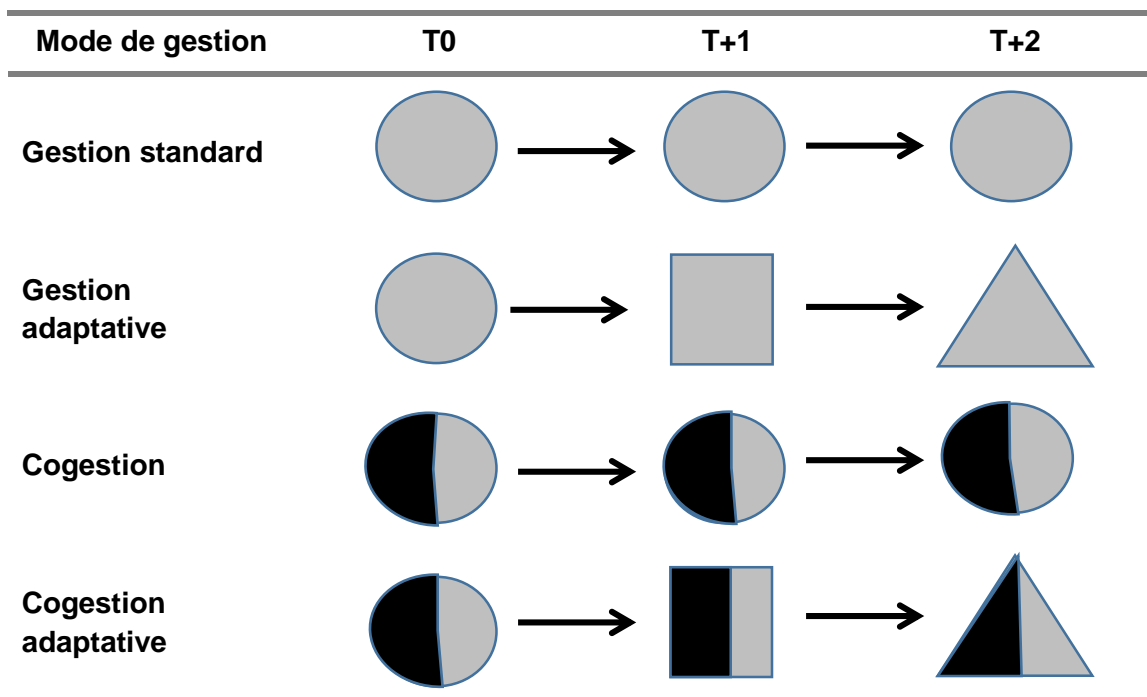 Mode de gestion T0 T+1 T+2
Gestion standard
Gestion
adaptative
Cogestion
Cogestion
adaptative